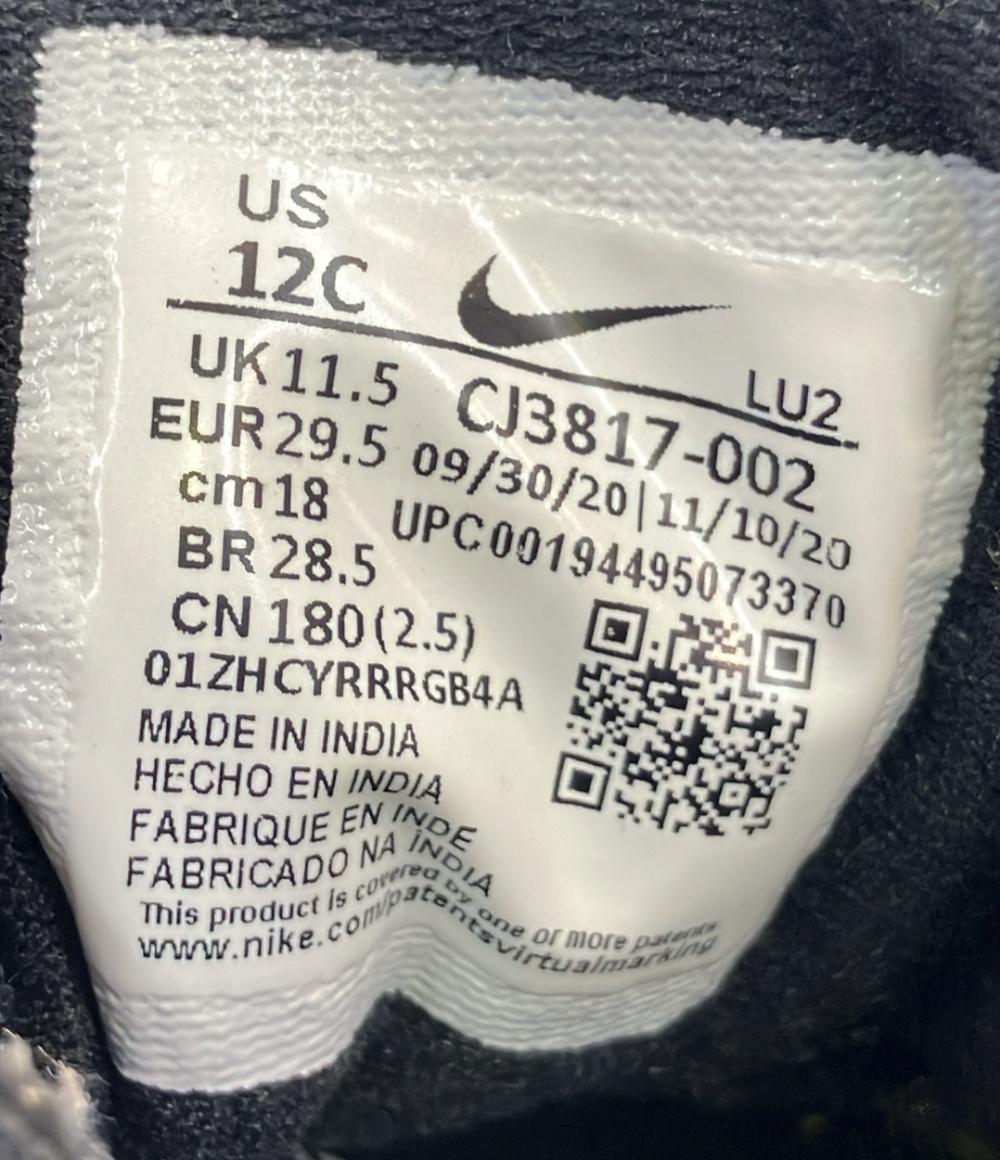 US
12C
LU2
UK 11.5
CJ3817-002
EUR 29.5
09/30/20|11/10/20
cm 18
UPC00194495073370
BR 28.5
CN 180(2.5)
01ZHCYRRRGB4A
MADE IN INDIA
HECHO EN INDIA
FABRIQUE EN INDE
FABRICADO NA ÍNDIA
This product is covered by one or more patents
www.nike.com/patentsvirtualmarking